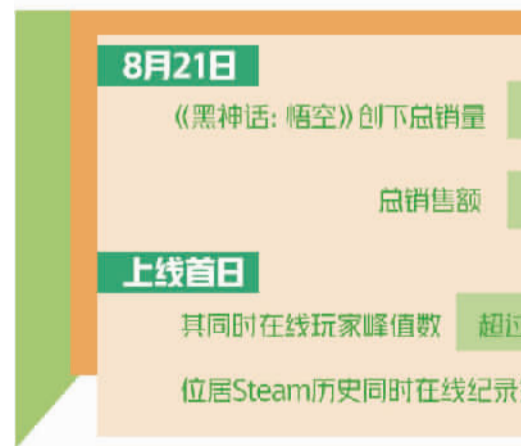 8月21日
《黑神话：悟空》创下总销量
总销售额
上线首日
其同时在线玩家峰值数 超过
位居Steam历史同时在线纪录